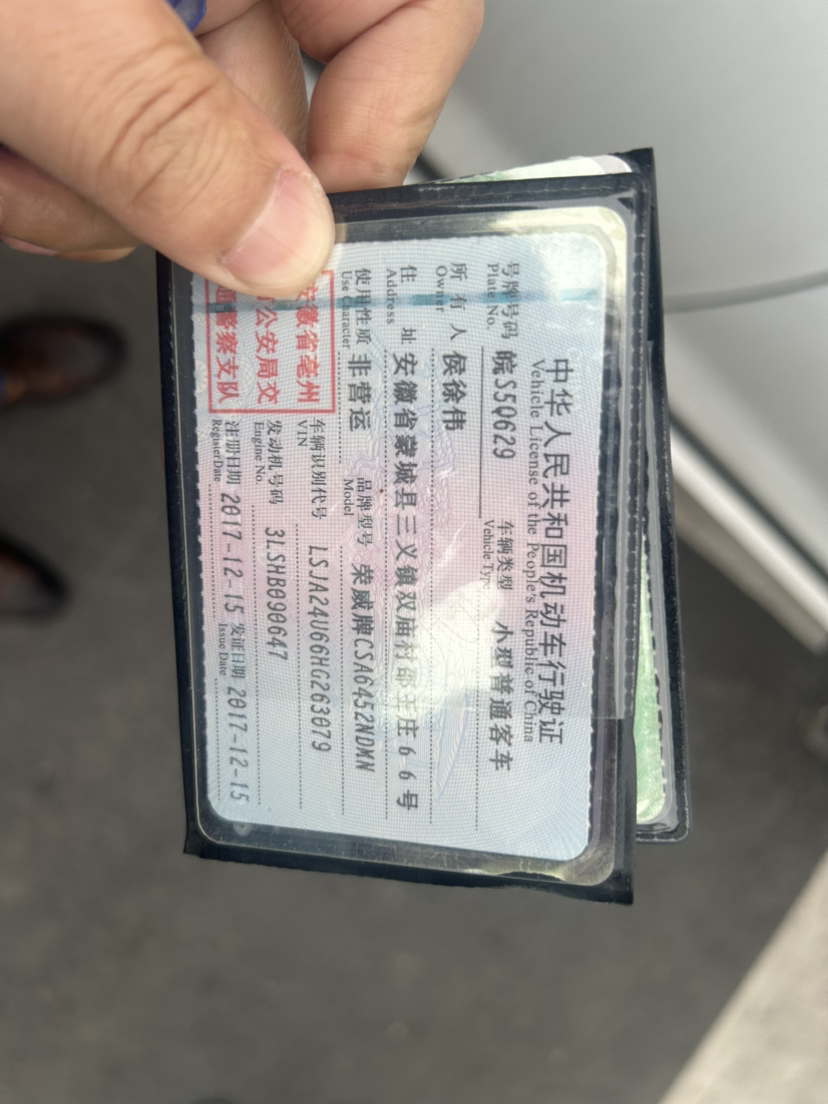 中华人民共和国机动车行驶证
Vehicle License of the People's Republic of China
号牌号码 皖S5Q629 车辆类型 小型普通客车
Plate No. Vehicle Type
所有人 侯徐伟
Owner
住址 安徽省蒙城县三义镇双庙村邵王庄66号
Address
使用性质 非营运 品牌型号 荣威牌CSA6452NDMN
Use Character Model
车辆识别代号 LSJA24U66HG263079
VIN
发动机号码 3LSHB090647
Engine No.
注册日期 2017-12-15 发证日期 2017-12-15
Register Date Issue Date
徽省亳州
公安局交
警察支队